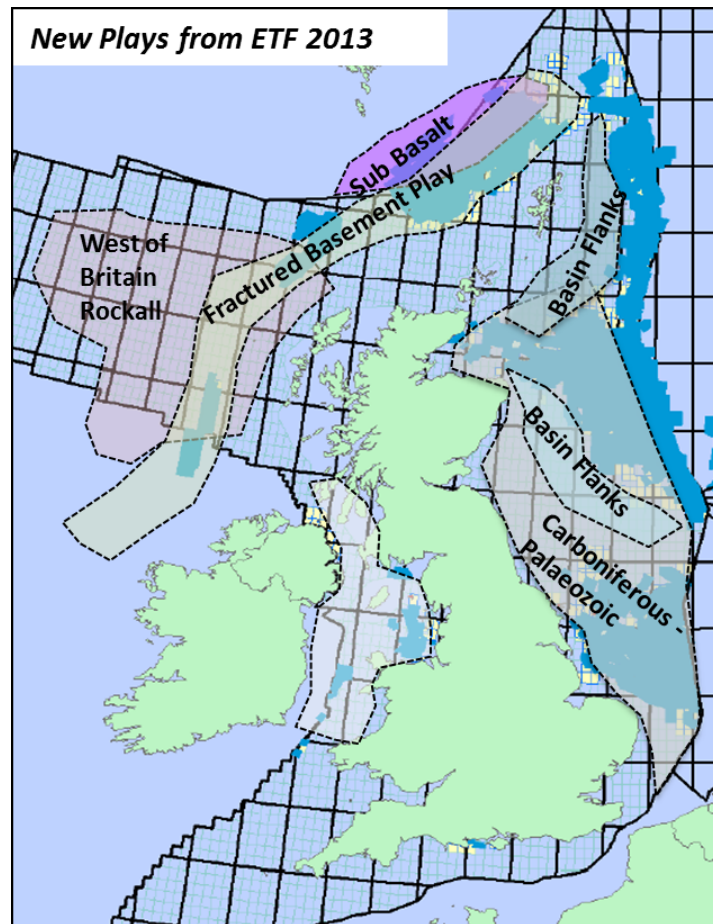 New Plays from ETF 2013
Sub Basalt
Fractured Basement Play
West of
Britain
Rockall
Basin Flanks
Basin Flanks
Carboniferous -
Palaeozoic